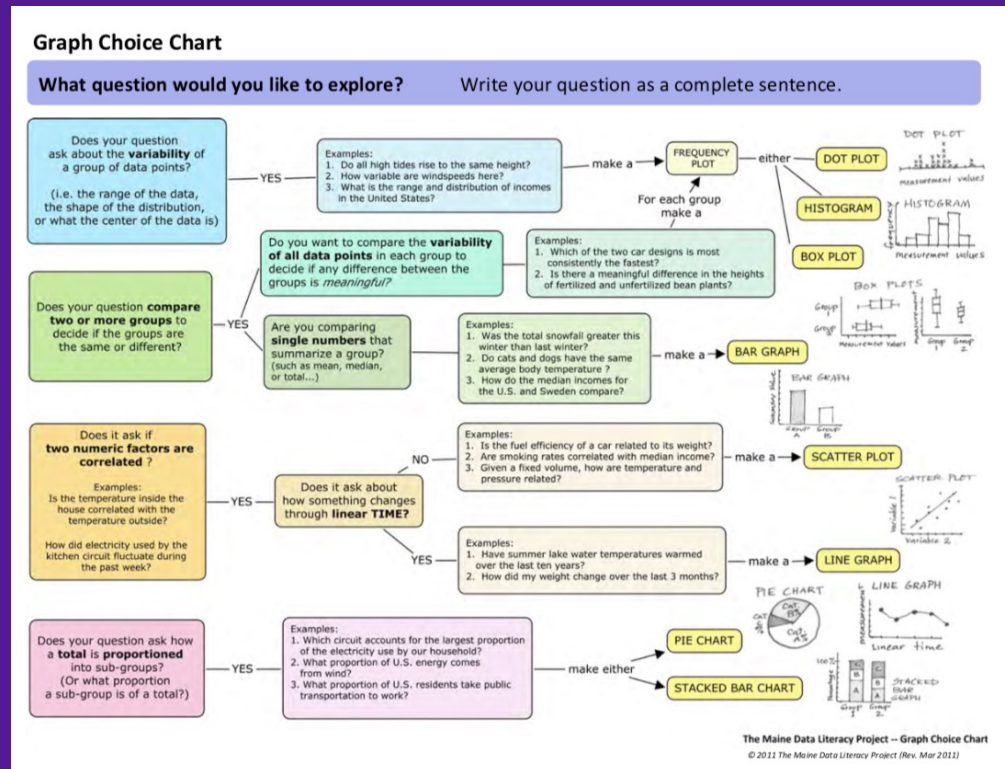 Graph Choice Chart
What question would you like to explore? Write your question as a complete sentence.
Does your question
ask about the variability of
a group of data points?
(i.e. the range of the data,
the shape of the distribution,
or what the center of the data is)
YES
Examples:
1. Do all high tides rise to the same height?
2. How variable are windspeeds here?
3. What is the range and distribution of incomes
in the United States?
make a
FREQUENCY
PLOT
either
DOT PLOT
HISTOGRAM
BOX PLOT
For each group
make a
DOT PLOT
measurement values
HISTOGRAM
frequency
measurement values
Does your question compare
two or more groups to
decide if the groups are
the same or different?
YES
Do you want to compare the variability
of all data points in each group to
decide if any difference between the
groups is meaningful?
Examples:
1. Which of the two car designs is most
consistently the fastest?
2. Is there a meaningful difference in the heights
of fertilized and unfertilized bean plants?
BOX PLOTS
Group
Group
Measurement values
Measurement
Group
1
Group
2
Are you comparing
single numbers that
summarize a group?
(such as mean, median,
or total...)
Examples:
1. Was the total snowfall greater this
winter than last winter?
2. Do cats and dogs have the same
average body temperature ?
3. How do the median incomes for
the U.S. and Sweden compare?
make a
BAR GRAPH
BAR GRAPH
Group
A
Group
B
Does it ask if
two numeric factors are
correlated ?
Examples:
Is the temperature inside the
house correlated with the
temperature outside?
How did electricity used by the
kitchen circuit fluctuate during
the past week?
YES
Does it ask about
how something changes
through linear TIME?
NO
Examples:
1. Is the fuel efficiency of a car related to its weight?
2. Are smoking rates correlated with median income?
3. Given a fixed volume, how are temperature and
pressure related?
make a
SCATTER PLOT
SCATTER PLOT
Variable 1
Variable 2
YES
Examples:
1. Have summer lake water temperatures warmed
over the last ten years?
2. How did my weight change over the last 3 months?
make a
LINE GRAPH
LINE GRAPH
measurement
Linear time
Does your question ask how
a total is proportioned
into sub-groups?
(Or what proportion
a sub-group is of a total?)
YES
Examples:
1. Which circuit accounts for the largest proportion
of the electricity use by our household?
2. What proportion of U.S. energy comes
from wind?
3. What proportion of U.S. residents take public
transportation to work?
make either
PIE CHART
STACKED BAR CHART
PIE CHART
Cat.
B%
Cat.
A%
100%
B
A
C
B
A
Group
1
Group
2
STACKED
BAR
GRAPH
The Maine Data Literacy Project -- Graph Choice Chart
© 2011 The Maine Data Literacy Project (Rev. Mar 2011)